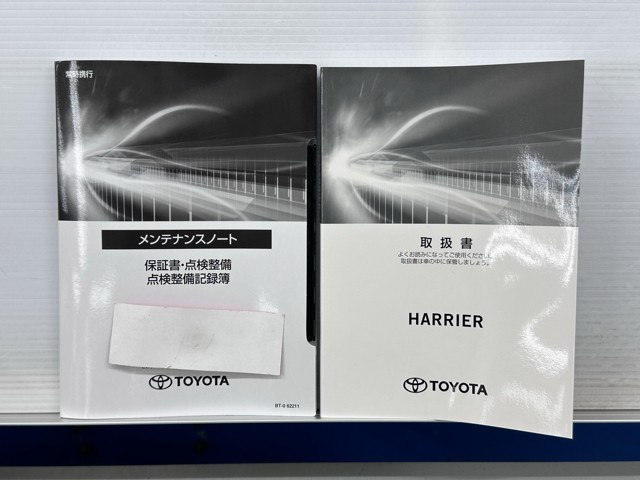 常時携行
メンテナンスノート
保証書・点検整備
点検整備記録簿
TOYOTA
BT-II 62211
取扱書
よくお読みになってご使用ください。
取扱書は車の中に保管しましょう。
HARRIER
TOYOTA